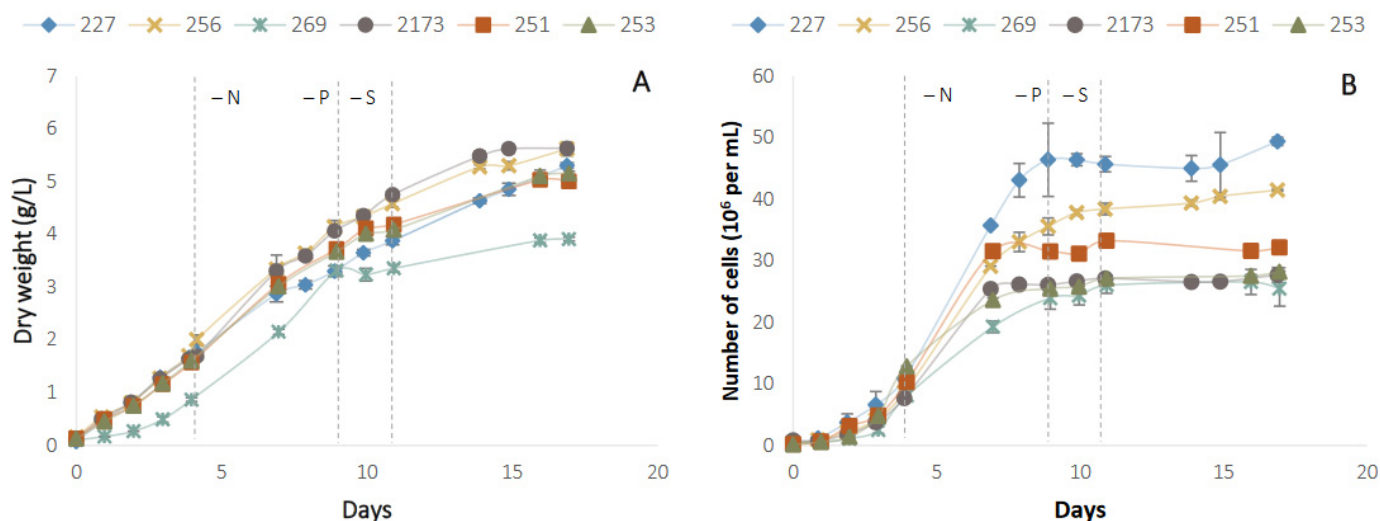 227 256 269 2173 251 253
A
– N – P – S
Dry weight (g/L)
7
6
5
4
3
2
1
0
0 5 10 15 20
Days
227 256 269 2173 251 253
B
– N – P – S
Number of cells (10⁶ per mL)
60
50
40
30
20
10
0
0 5 10 15 20
Days